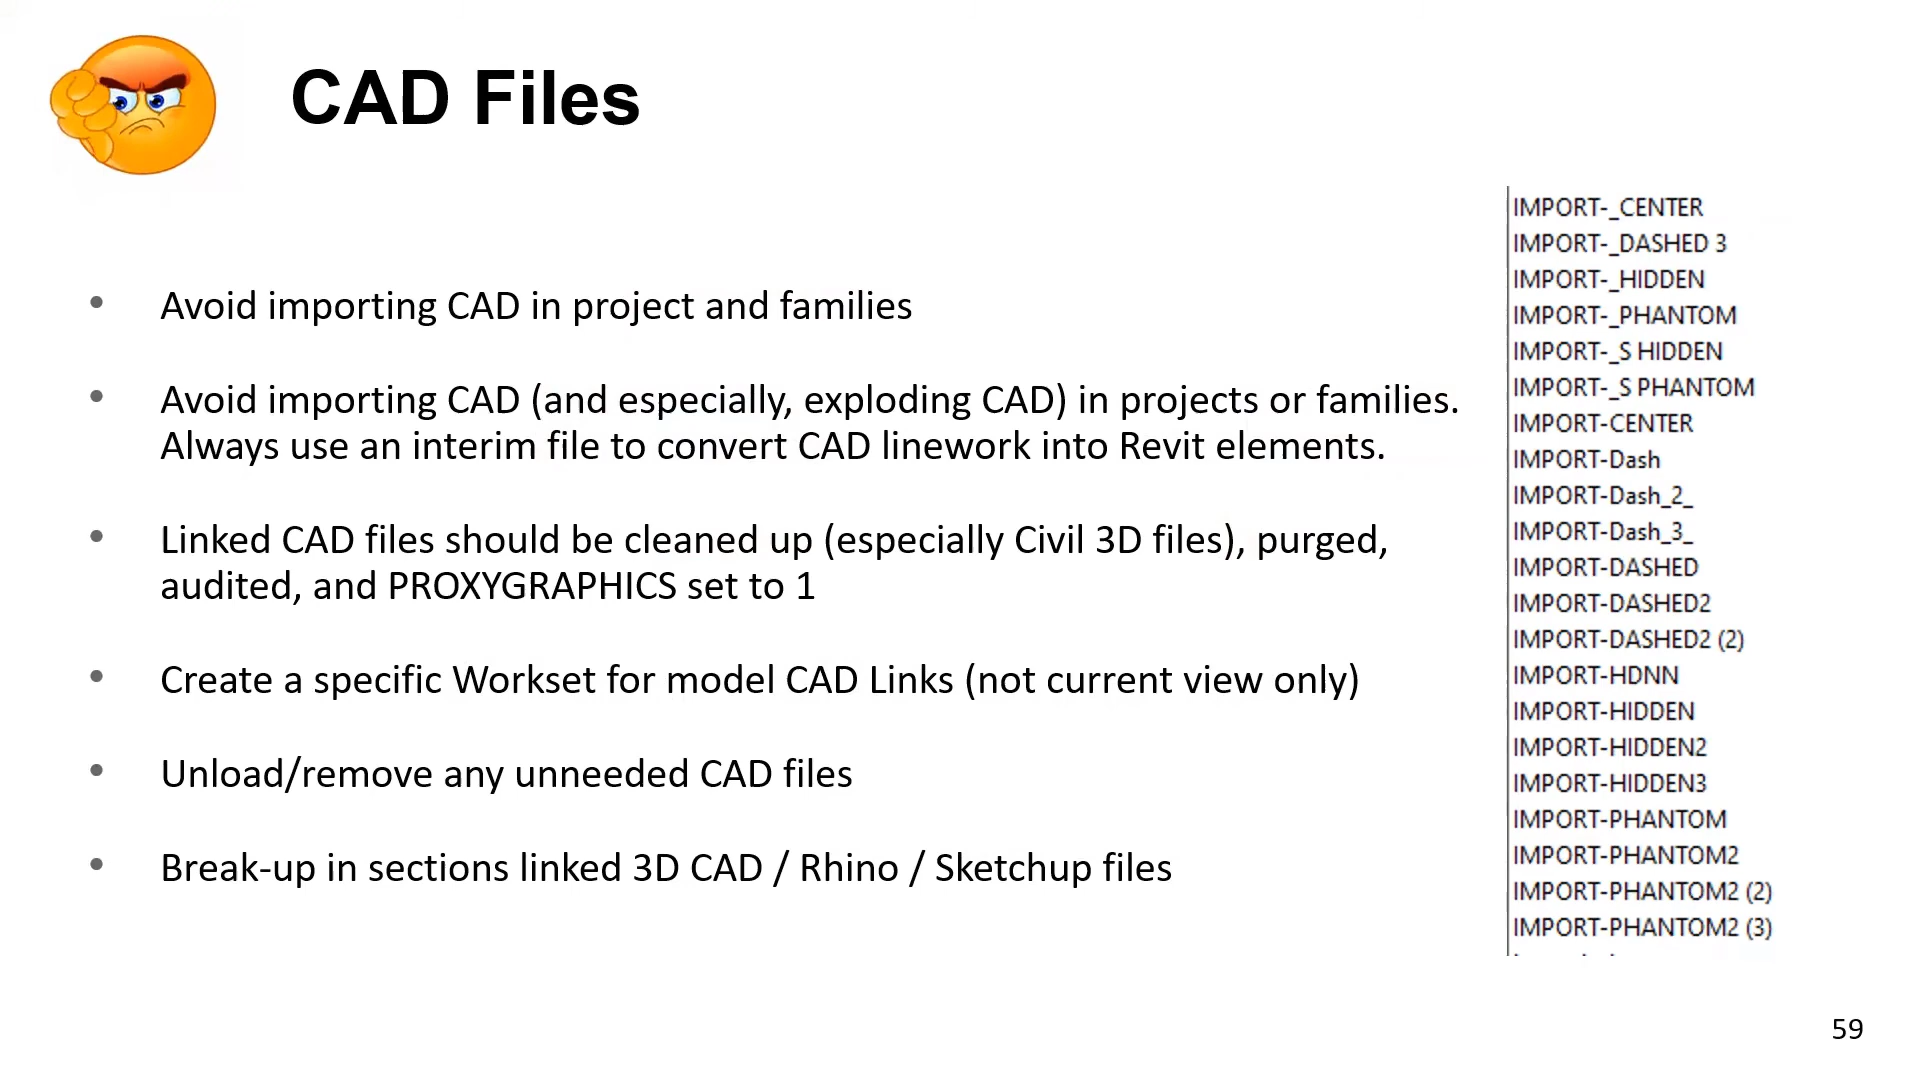 CAD Files
• Avoid importing CAD in project and families
• Avoid importing CAD (and especially, exploding CAD) in projects or families.
Always use an interim file to convert CAD linework into Revit elements.
• Linked CAD files should be cleaned up (especially Civil 3D files), purged,
audited, and PROXYGRAPHICS set to 1
• Create a specific Workset for model CAD Links (not current view only)
• Unload/remove any unneeded CAD files
• Break-up in sections linked 3D CAD / Rhino / Sketchup files
IMPORT-_CENTER
IMPORT-_DASHED 3
IMPORT-_HIDDEN
IMPORT-_PHANTOM
IMPORT-_S HIDDEN
IMPORT-_S PHANTOM
IMPORT-CENTER
IMPORT-Dash
IMPORT-Dash_2_
IMPORT-Dash_3_
IMPORT-DASHED
IMPORT-DASHED2
IMPORT-DASHED2 (2)
IMPORT-HDNN
IMPORT-HIDDEN
IMPORT-HIDDEN2
IMPORT-HIDDEN3
IMPORT-PHANTOM
IMPORT-PHANTOM2
IMPORT-PHANTOM2 (2)
IMPORT-PHANTOM2 (3)
59